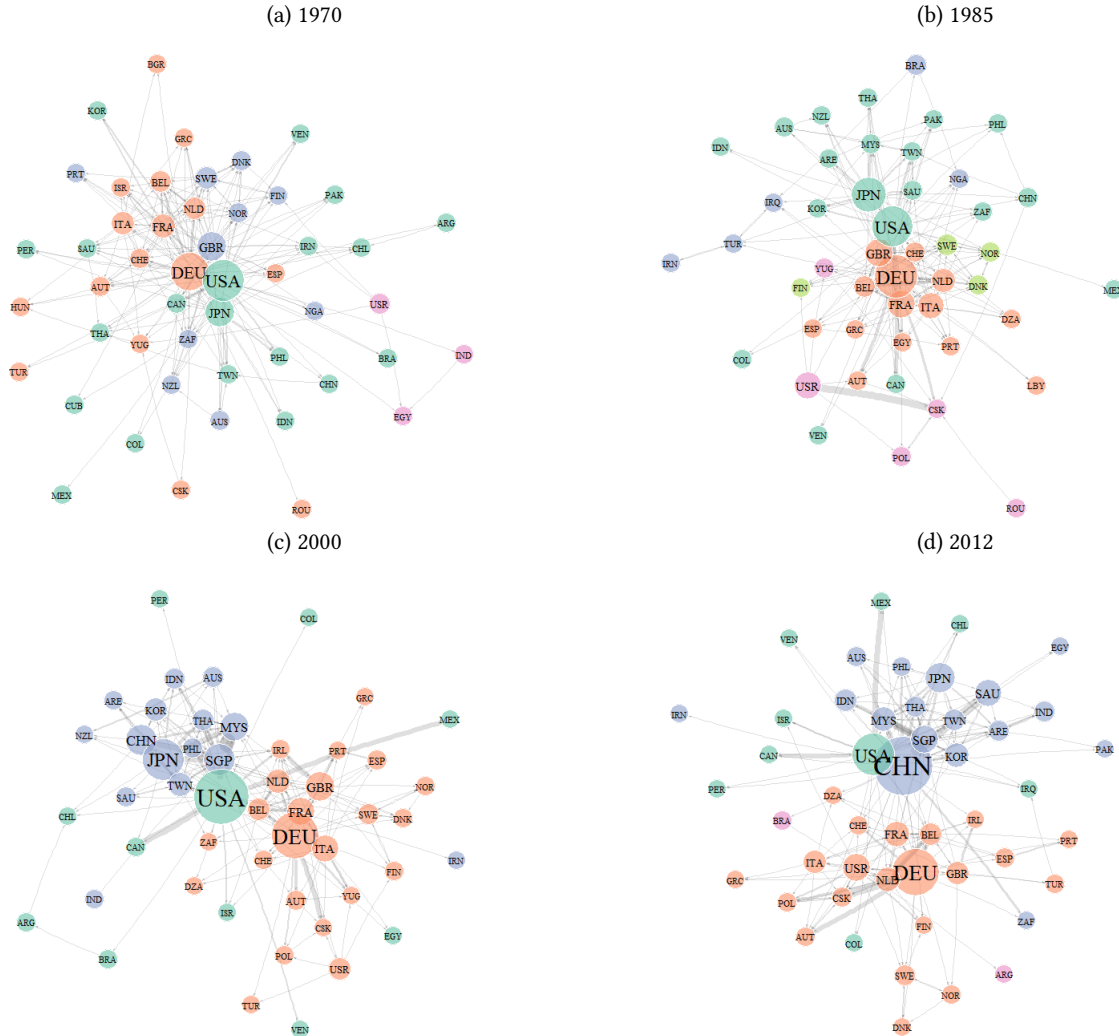 (a) 1970
BGR
KOR
VEN
GRC
DNK
PRT
SWE
BEL
ISR
FIN
PAK
NLD
NOR
ITA
FRA
ARG
GBR
IRN
CHL
PER
SAU
CHE
DEU
USA
ESP
AUT
CAN
USR
HUN
JPN
NGA
THA
ZAF
YUG
IND
PHL
BRA
TUR
TWN
CHN
NZL
CUB
AUS
IDN
EGY
COL
CSK
MEX
ROU
(b) 1985
BRA
THA
NZL
PAK
PHL
AUS
MYS
IDN
TWN
ARE
NGA
JPN
SAU
CHN
IRQ
KOR
ZAF
USA
TUR
SWE
GBR
CHE
NOR
IRN
YUG
DEU
NLD
FIN
BEL
DNK
MEX
FRA
ITA
DZA
ESP
GRC
EGY
PRT
COL
AUT
CAN
USR
LBY
CSK
VEN
POL
ROU
(c) 2000
PER
COL
IDN
AUS
ARE
GRC
KOR
THA
MYS
MEX
NZL
CHN
PHL
IRL
PRT
JPN
SGP
ESP
TWN
NLD
GBR
NOR
SAU
USA
BEL
FRA
SWE
DNK
CHL
DEU
CAN
ZAF
ITA
CHE
IRN
FIN
DZA
IND
AUT
YUG
ISR
ARG
CSK
EGY
POL
BRA
USR
TUR
VEN
(d) 2012
MEX
CHL
VEN
EGY
AUS
PHL
JPN
SAU
IDN
THA
IND
IRN
ISR
MYS
TWN
ARE
SGP
PAK
CAN
USA
KOR
CHN
PER
IRQ
DZA
BRA
CHE
FRA
BEL
IRL
PRT
ITA
ESP
GRC
USR
NLD
DEU
GBR
TUR
POL
CSK
ZAF
AUT
COL
FIN
SWE
ARG
NOR
DNK